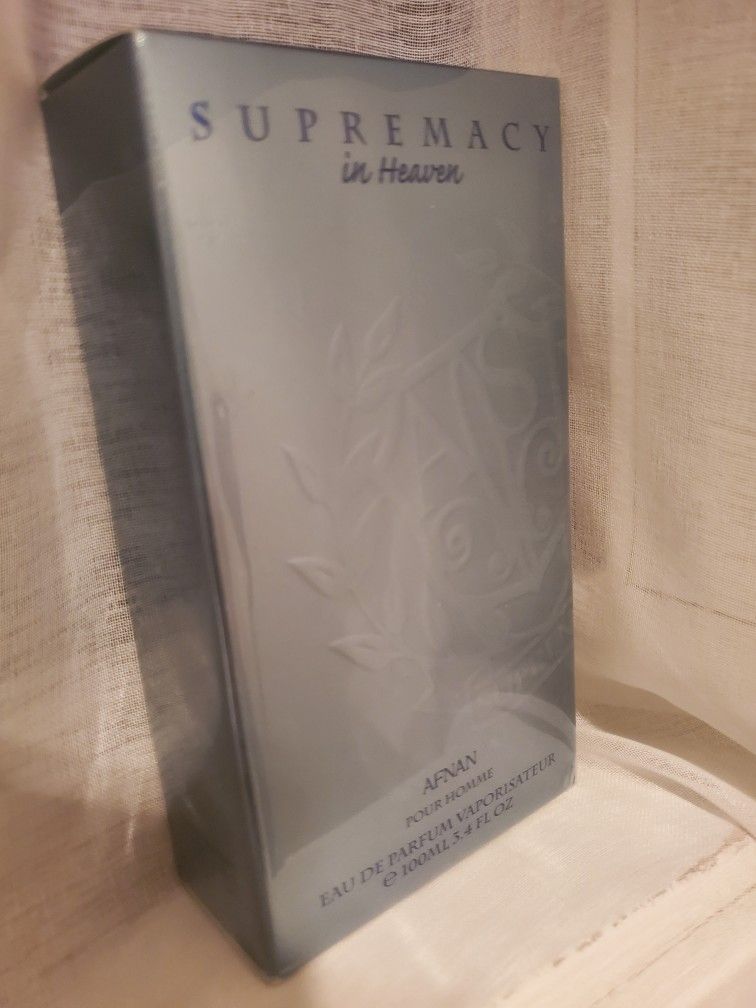 SUPREMACY
in Heaven
AFNAN
POUR HOMME
EAU DE PARFUM VAPORISATEUR
℮ 100ML 3.4 FL OZ